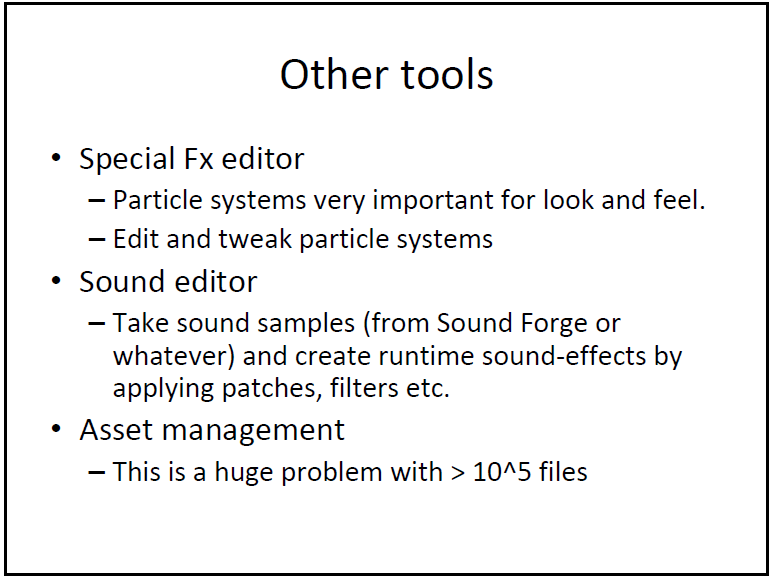 Other tools
• Special Fx editor
– Particle systems very important for look and feel.
– Edit and tweak particle systems
• Sound editor
– Take sound samples (from Sound Forge or
whatever) and create runtime sound-effects by
applying patches, filters etc.
• Asset management
– This is a huge problem with > 10^5 files